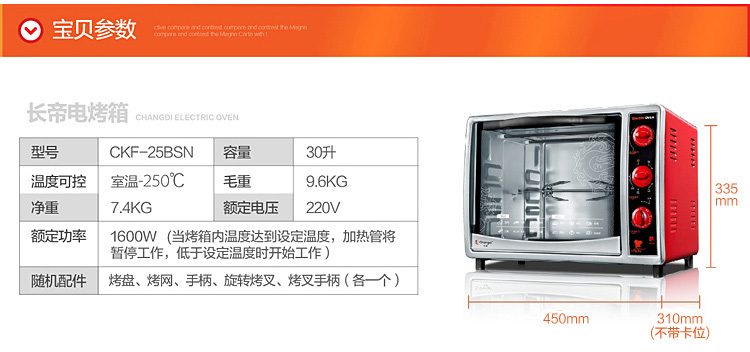 宝贝参数
ctive compare and contrast compare end contrast the Magne
compare end contrest the Magno Carte with t
长帝电烤箱 CHANGDI ELECTRIC OVEN
型号 CKF-25BSN 容量 30升
温度可控 室温-250℃ 毛重 9.6KG
净重 7.4KG 额定电压 220V
额定功率 1600W (当烤箱内温度达到设定温度，加热管将
暂停工作，低于设定温度时开始工作）
随机配件 烤盘、烤网、手柄、旋转烤叉、烤叉手柄（各一个）
335
mm
450mm
310mm
(不带卡位)